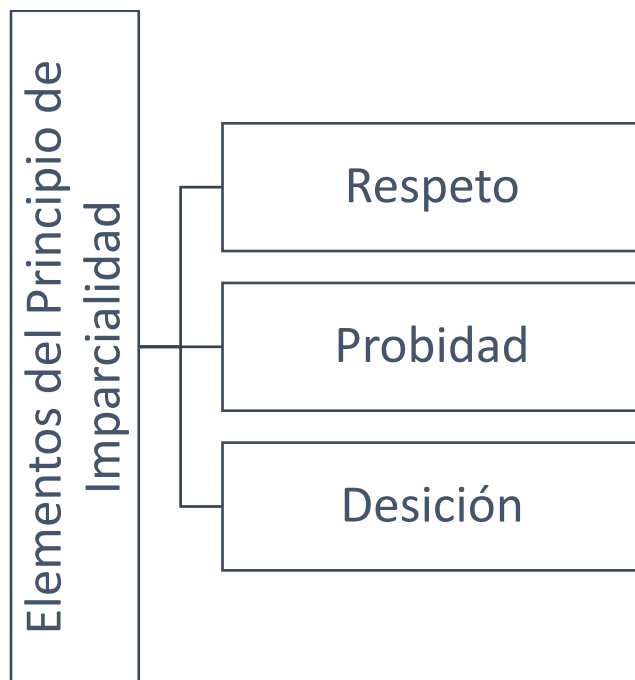 Elementos del Principio de
Imparcialidad
Respeto
Probidad
Desición